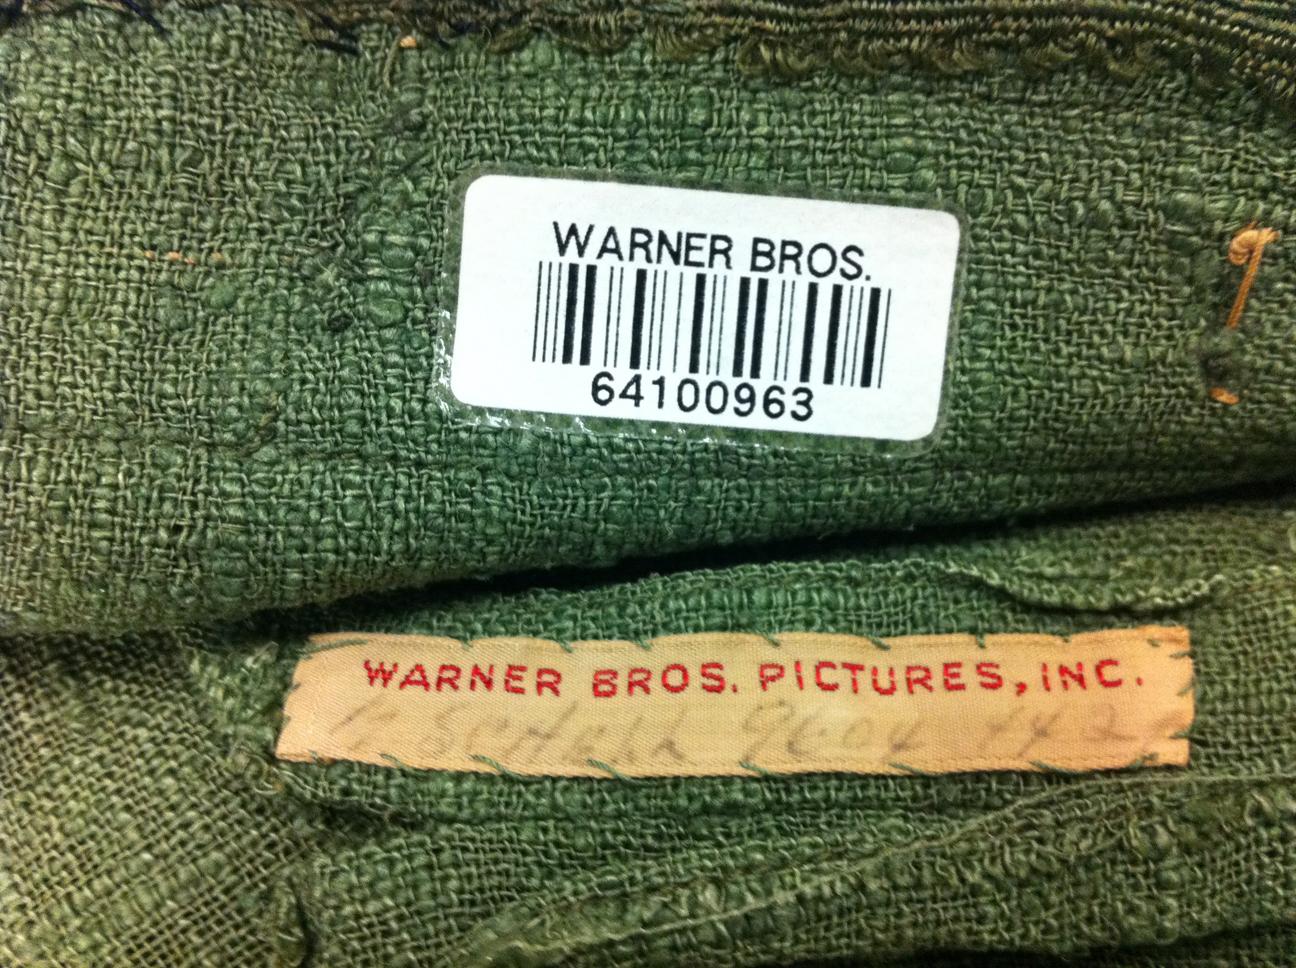 WARNER BROS.
64100963
WARNER BROS. PICTURES, INC.